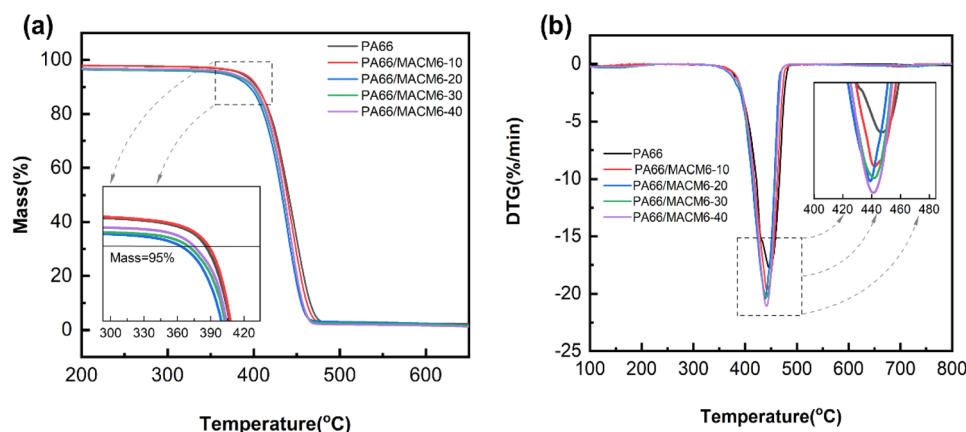 (a)
100
80
60
40
20
0
Mass(%)
PA66
PA66/MACM6-10
PA66/MACM6-20
PA66/MACM6-30
PA66/MACM6-40
Mass=95%
300 330 360 390 420
200 300 400 500 600
Temperature(°C)
(b)
0
-5
-10
-15
-20
-25
DTG(%/min)
PA66
PA66/MACM6-10
PA66/MACM6-20
PA66/MACM6-30
PA66/MACM6-40
400 420 440 460 480
100 200 300 400 500 600 700 800
Temperature(°C)